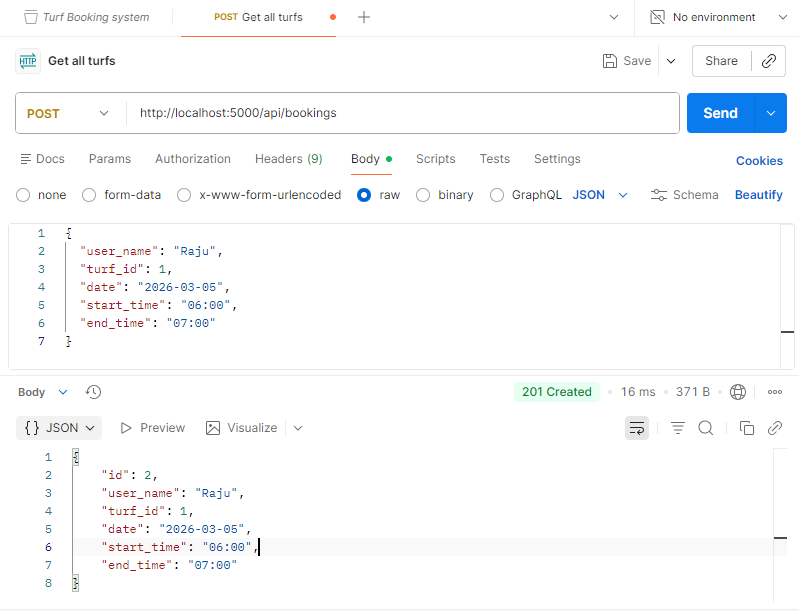 Turf Booking system
POST Get all turfs
No environment
HTTP Get all turfs
Save
Share
POST
http://localhost:5000/api/bookings
Send
Docs Params Authorization Headers (9) Body Scripts Tests Settings
Cookies
none form-data x-www-form-urlencoded raw binary GraphQL JSON
Schema
Beautify
1 {
2 "user_name": "Raju",
3 "turf_id": 1,
4 "date": "2026-03-05",
5 "start_time": "06:00",
6 "end_time": "07:00"
7 }
Body
201 Created
16 ms
371 B
{} JSON
Preview
Visualize
1 {
2 "id": 2,
3 "user_name": "Raju",
4 "turf_id": 1,
5 "date": "2026-03-05",
6 "start_time": "06:00",
7 "end_time": "07:00"
8 }